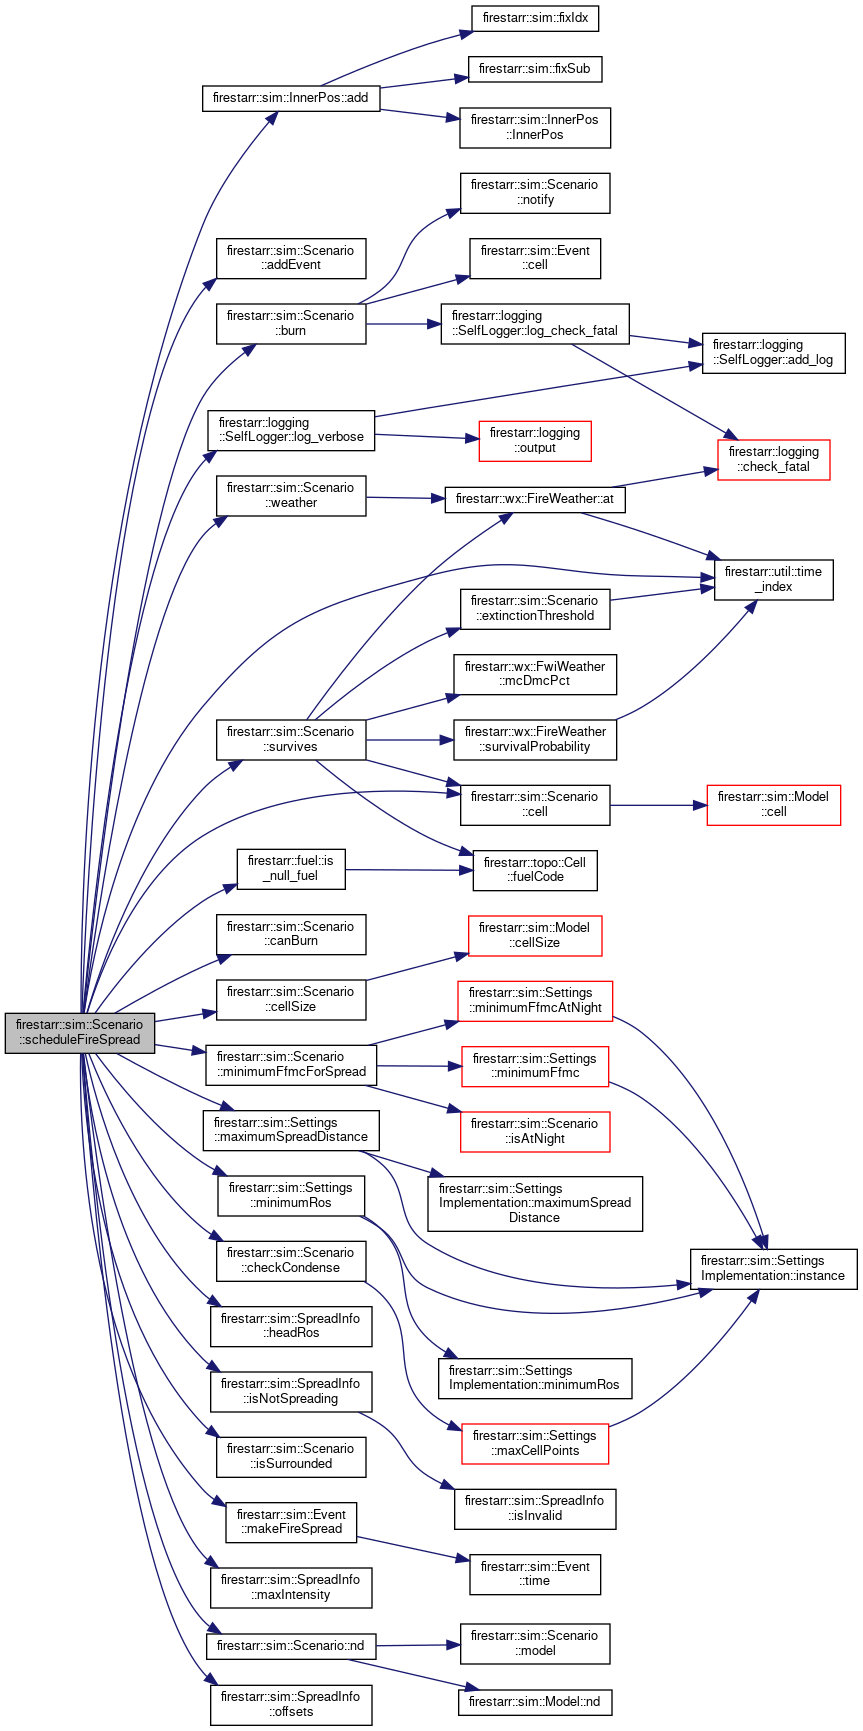 firestarr::sim::fixIdx
firestarr::sim::fixSub
firestarr::sim::InnerPos::add
firestarr::sim::InnerPos
::InnerPos
firestarr::sim::Scenario
::notify
firestarr::sim::Scenario
::addEvent
firestarr::sim::Event
::cell
firestarr::sim::Scenario
::burn
firestarr::logging
::SelfLogger::log_check_fatal
firestarr::logging
::SelfLogger::add_log
firestarr::logging
::SelfLogger::log_verbose
firestarr::logging
::output
firestarr::logging
::check_fatal
firestarr::sim::Scenario
::weather
firestarr::wx::FireWeather::at
firestarr::util::time
_index
firestarr::sim::Scenario
::extinctionThreshold
firestarr::wx::FwiWeather
::mcDmcPct
firestarr::sim::Scenario
::survives
firestarr::wx::FireWeather
::survivalProbability
firestarr::sim::Scenario
::cell
firestarr::sim::Model
::cell
firestarr::fuel::is
_null_fuel
firestarr::topo::Cell
::fuelCode
firestarr::sim::Scenario
::canBurn
firestarr::sim::Model
::cellSize
firestarr::sim::Scenario
::cellSize
firestarr::sim::Settings
::minimumFfmcAtNight
firestarr::sim::Scenario
::scheduleFireSpread
firestarr::sim::Scenario
::minimumFfmcForSpread
firestarr::sim::Settings
::minimumFfmc
firestarr::sim::Settings
::maximumSpreadDistance
firestarr::sim::Scenario
::isAtNight
firestarr::sim::Settings
::minimumRos
firestarr::sim::Settings
Implementation::maximumSpread
Distance
firestarr::sim::Scenario
::checkCondense
firestarr::sim::Settings
Implementation::instance
firestarr::sim::SpreadInfo
::headRos
firestarr::sim::SpreadInfo
::isNotSpreading
firestarr::sim::Settings
Implementation::minimumRos
firestarr::sim::Scenario
::isSurrounded
firestarr::sim::Settings
::maxCellPoints
firestarr::sim::Event
::makeFireSpread
firestarr::sim::SpreadInfo
::isInvalid
firestarr::sim::SpreadInfo
::maxIntensity
firestarr::sim::Event
::time
firestarr::sim::Scenario::nd
firestarr::sim::Scenario
::model
firestarr::sim::SpreadInfo
::offsets
firestarr::sim::Model::nd